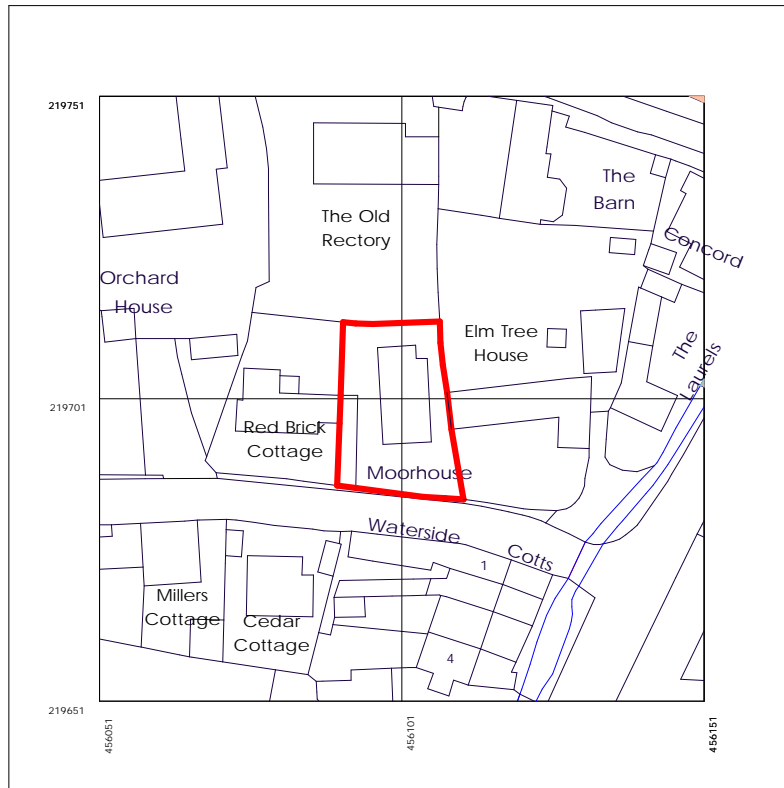 219751
The
Barn
The Old
Rectory
Concord
Orchard
House
Elm Tree
House
The
Laurels
219701
Red Brick
Cottage
Moorhouse
Waterside
Cotts
1
Millers
Cottage
Cedar
Cottage
4
219651
456051
456101
456151